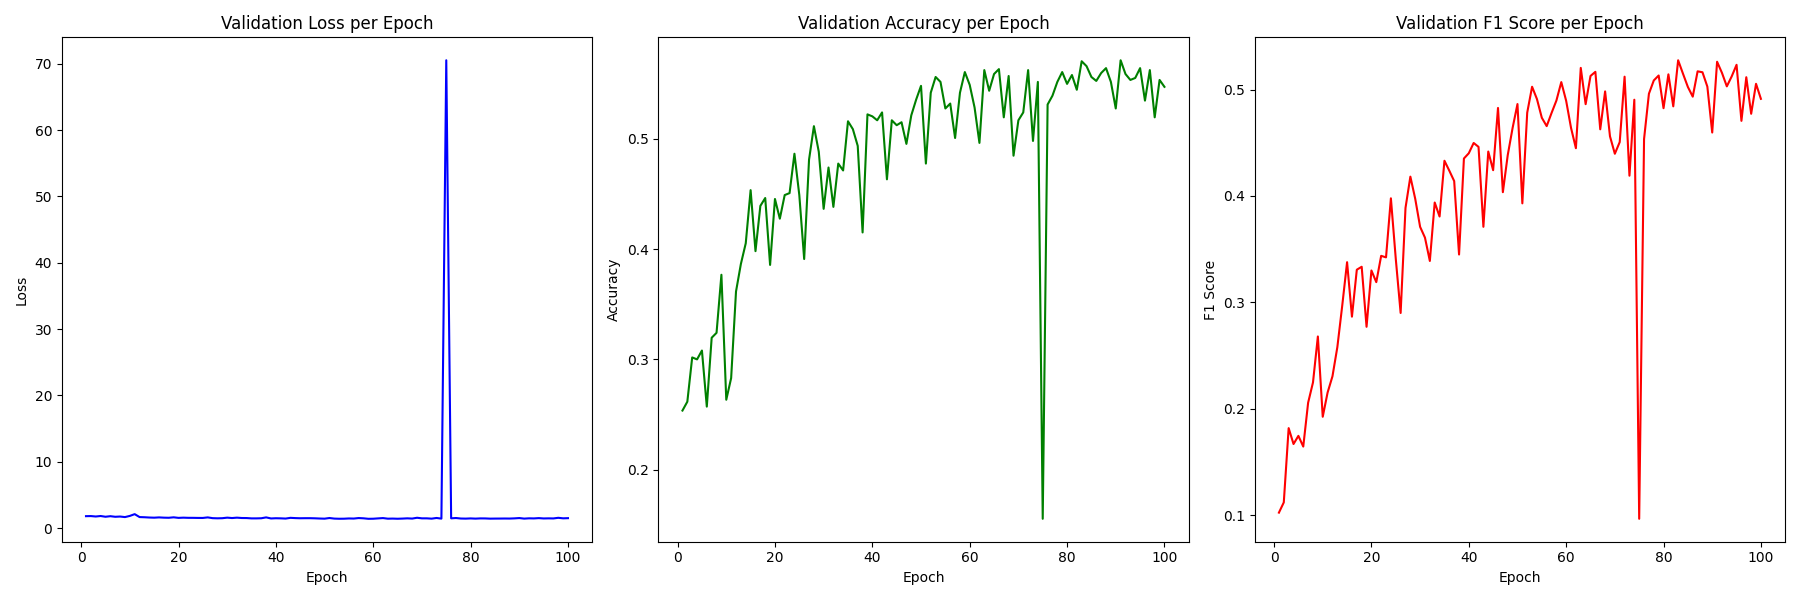 Validation Loss per Epoch
70
60
50
40
30
20
10
0
Loss
0 20 40 60 80 100
Epoch
Validation Accuracy per Epoch
0.5
0.4
0.3
0.2
Accuracy
0 20 40 60 80 100
Epoch
Validation F1 Score per Epoch
0.5
0.4
0.3
0.2
0.1
F1 Score
0 20 40 60 80 100
Epoch